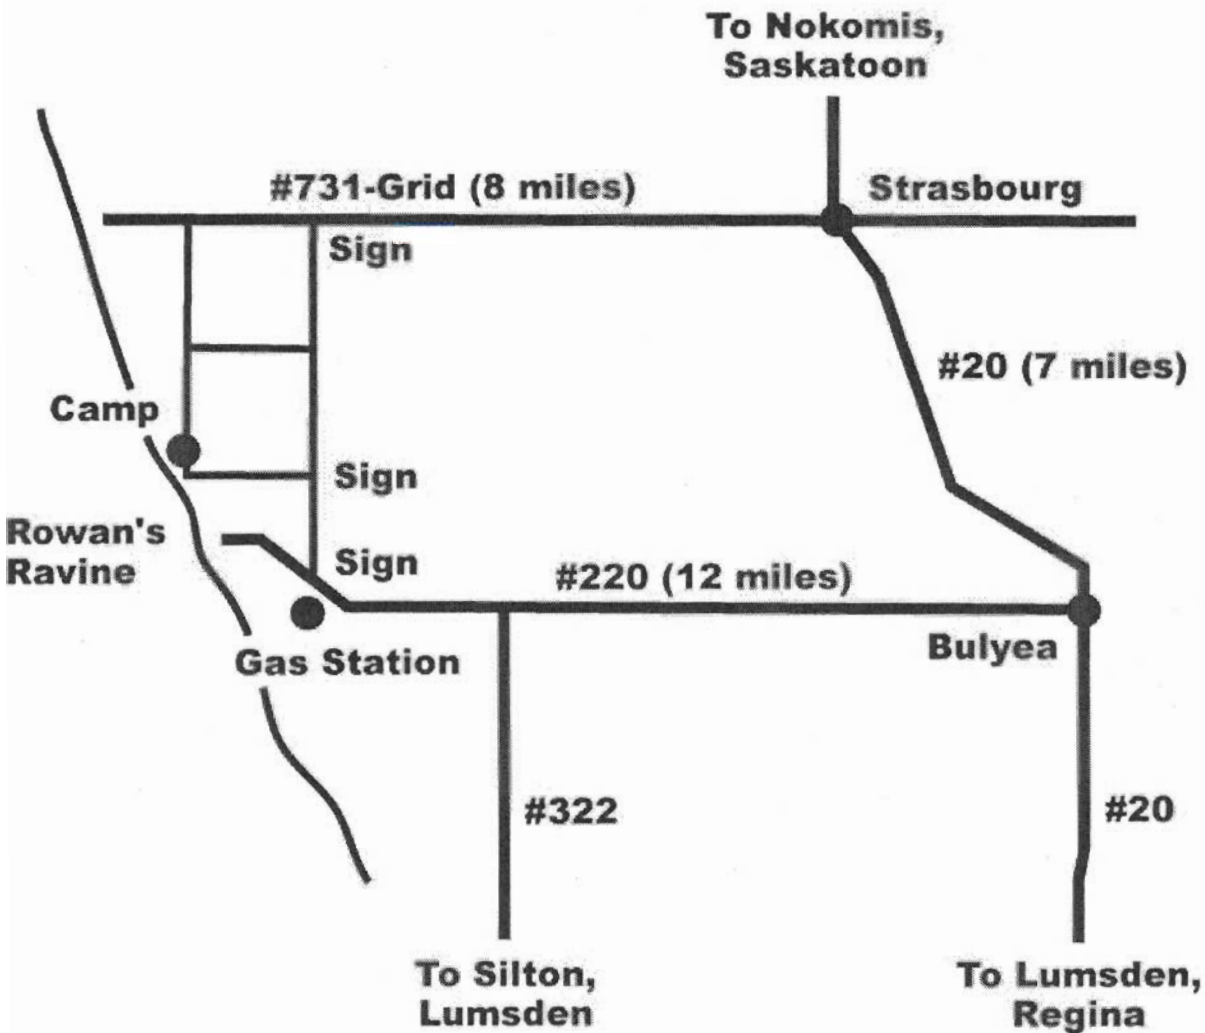 To Nokomis,
Saskatoon
#731-Grid (8 miles)
Strasbourg
Sign
#20 (7 miles)
Camp
Sign
Rowan's
Ravine
Sign
#220 (12 miles)
Bulyea
Gas Station
#322
#20
To Silton,
Lumsden
To Lumsden,
Regina